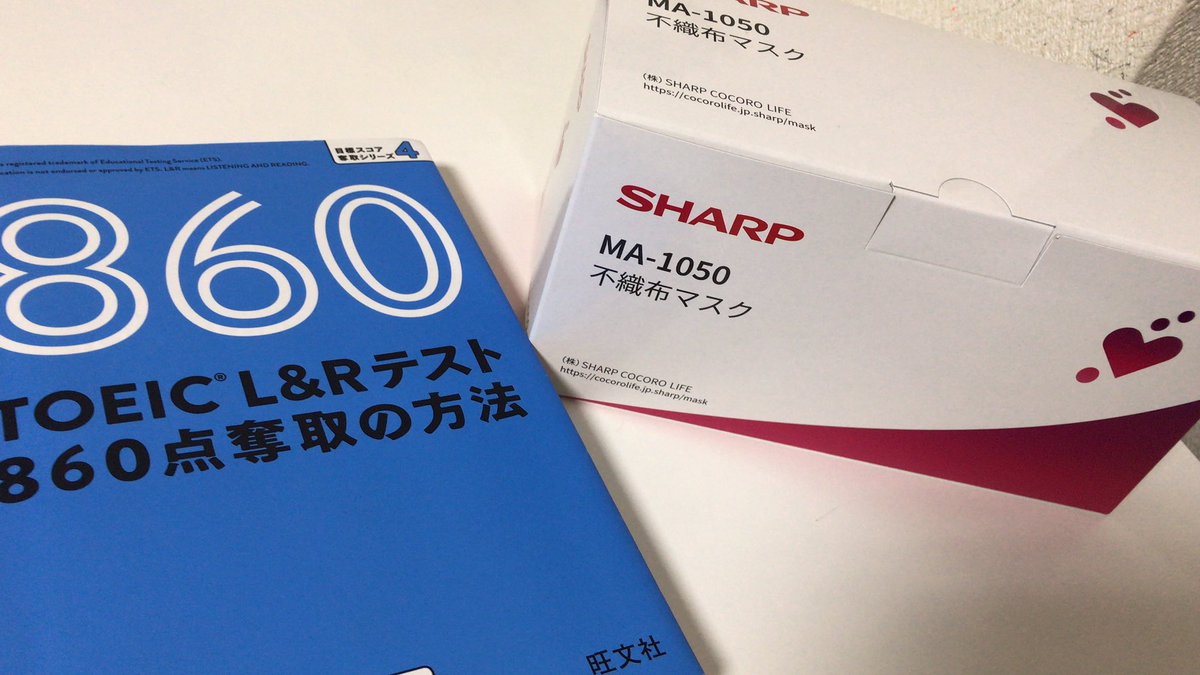 目標スコア
奪取シリーズ4
registered trademark of Educational Testing Service (ETS).
is not endorsed or approved by ETS. L&R means LISTENING AND READING.
860
TOEIC® L&Rテスト
860点奪取の方法
旺文社
SHARP
MA-1050
不織布マスク
(株) SHARP COCORO LIFE
https://cocorolife.jp.sharp/mask
SHARP
MA-1050
不織布マスク
(株) SHARP COCORO LIFE
https://cocorolife.jp.sharp/mask